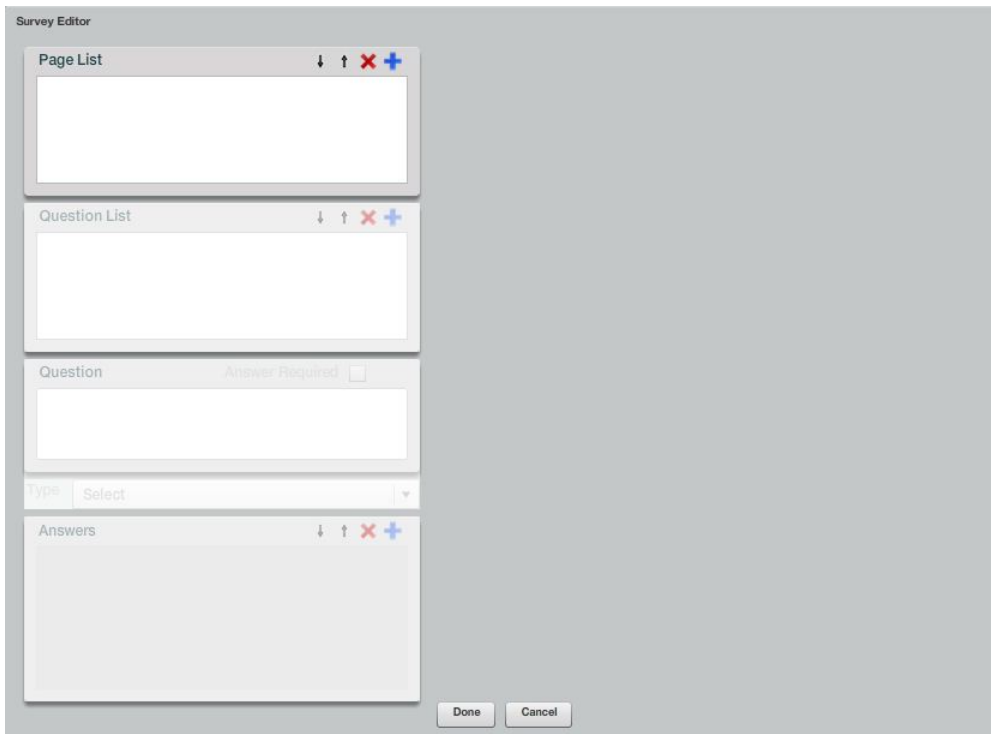 Survey Editor
Page List
Question List
Question Answer Required
Type Select
Answers
Done Cancel